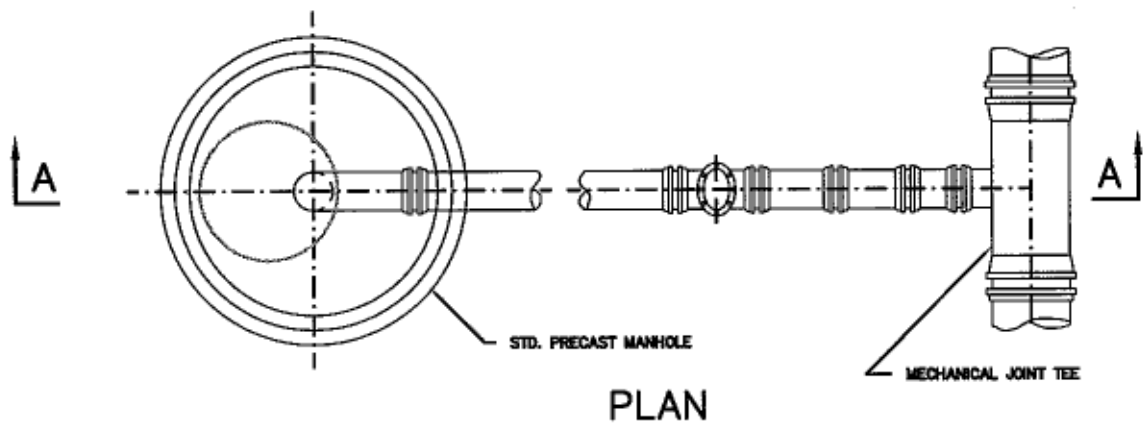 A
A
STD. PRECAST MANHOLE
MECHANICAL JOINT TEE
PLAN